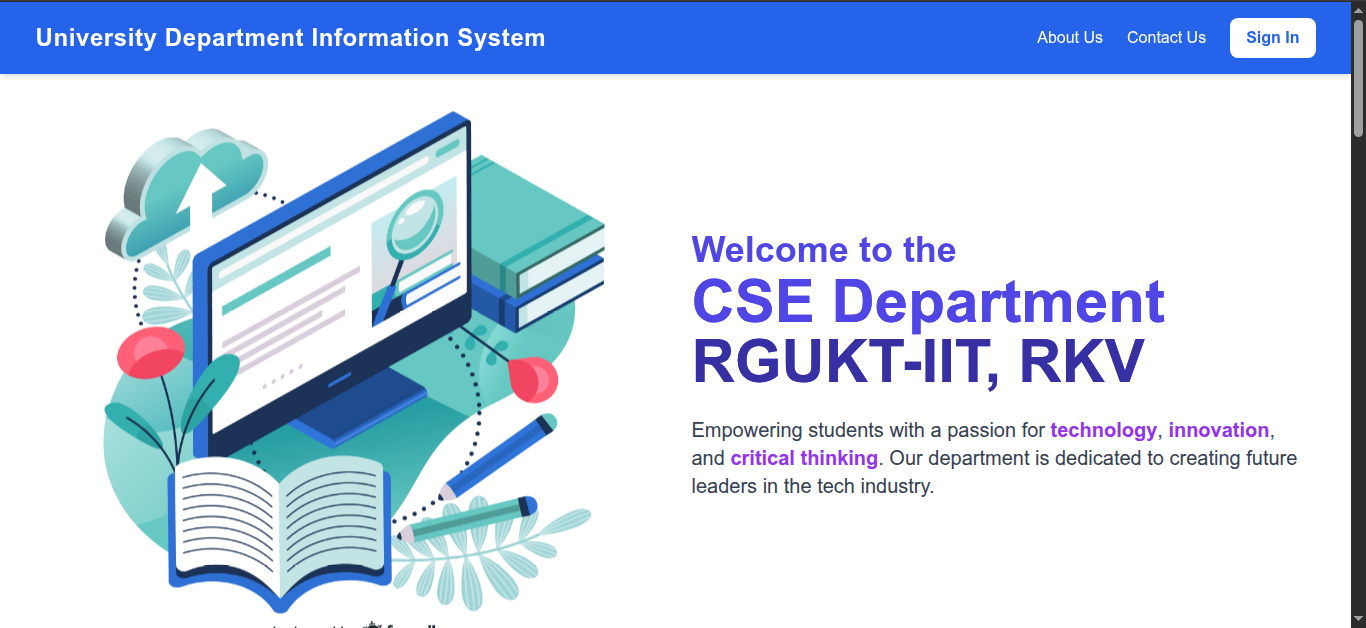 University Department Information System
About Us
Contact Us
Sign In
Welcome to the
CSE Department
RGUKT-IIT, RKV
Empowering students with a passion for technology, innovation,
and critical thinking. Our department is dedicated to creating future
leaders in the tech industry.